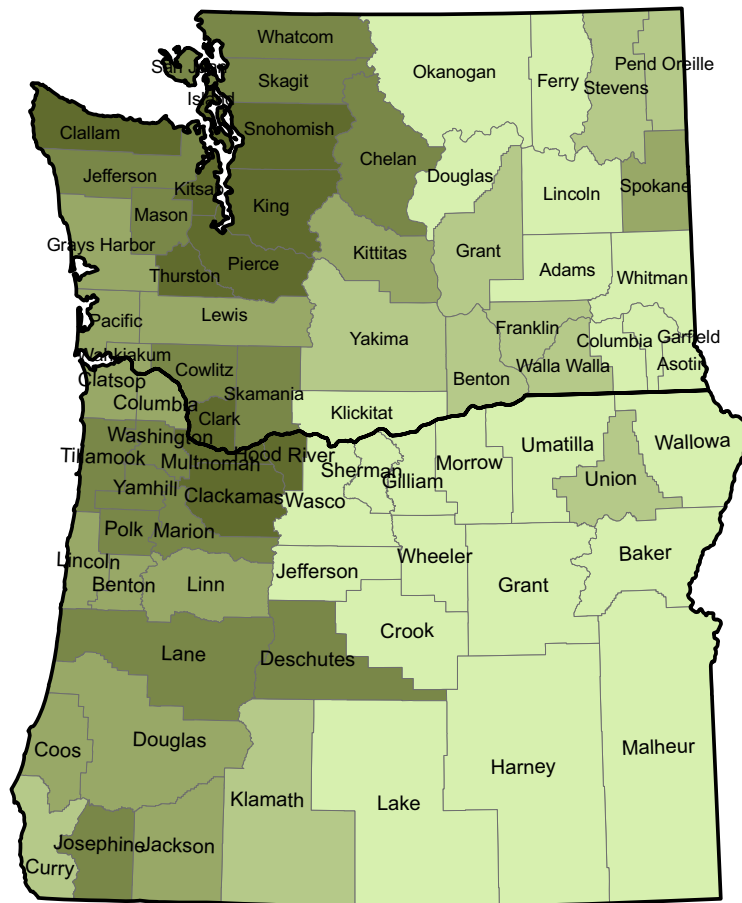 Whatcom
San Juan
Skagit
Okanogan
Ferry
Pend Oreille
Stevens
Island
Snohomish
Clallam
Chelan
Jefferson
Kitsap
Douglas
Lincoln
Spokane
King
Mason
Grays Harbor
Kittitas
Grant
Thurston
Pierce
Adams
Whitman
Pacific
Lewis
Yakima
Franklin
Columbia
Garfield
Wahkiakum
Cowlitz
Walla Walla
Asotin
Benton
Clatsop
Skamania
Columbia
Clark
Klickitat
Washington
Tillamook
Multnomah
Hood River
Sherman
Morrow
Umatilla
Wallowa
Yamhill
Clackamas
Wasco
Gilliam
Union
Polk
Marion
Lincoln
Benton
Linn
Jefferson
Wheeler
Grant
Baker
Lane
Deschutes
Crook
Coos
Douglas
Klamath
Lake
Harney
Malheur
Josephine
Jackson
Curry